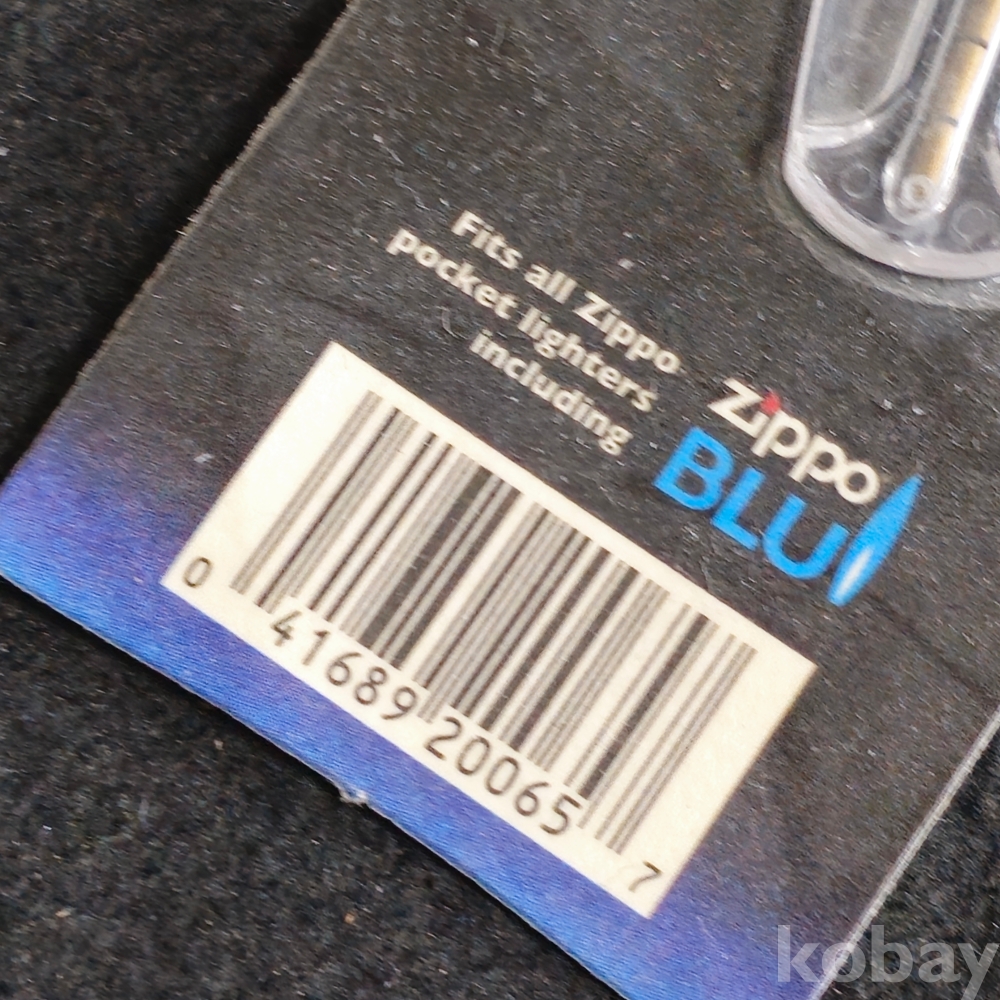 Fits all Zippo
pocket lighters
including
Zippo
BLU
0 41689 20065 7
kobay